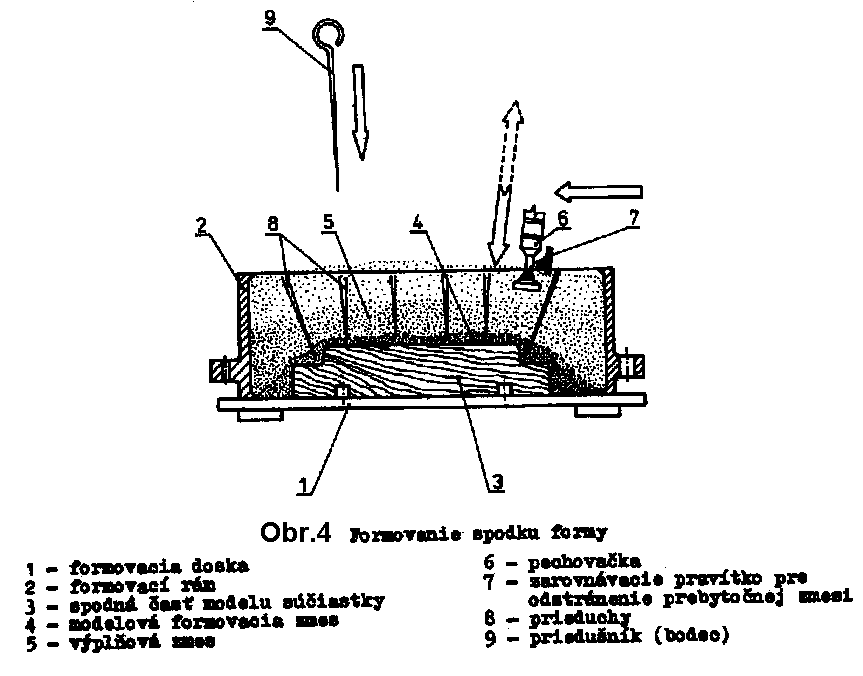 9
2
8
5
4
6
7
1
3
Obr.4 Formovanie spodku formy
1 – formovacia doska
2 – formovací rám
3 – spodná časť modelu súčiastky
4 – modelová formovacia zmes
5 – výplňová zmes
6 – pechovačka
7 – zarovnávacie pravítko pre
odstránenie prebytočnej zmesi
8 – prieduchy
9 – priedušník (bodec)